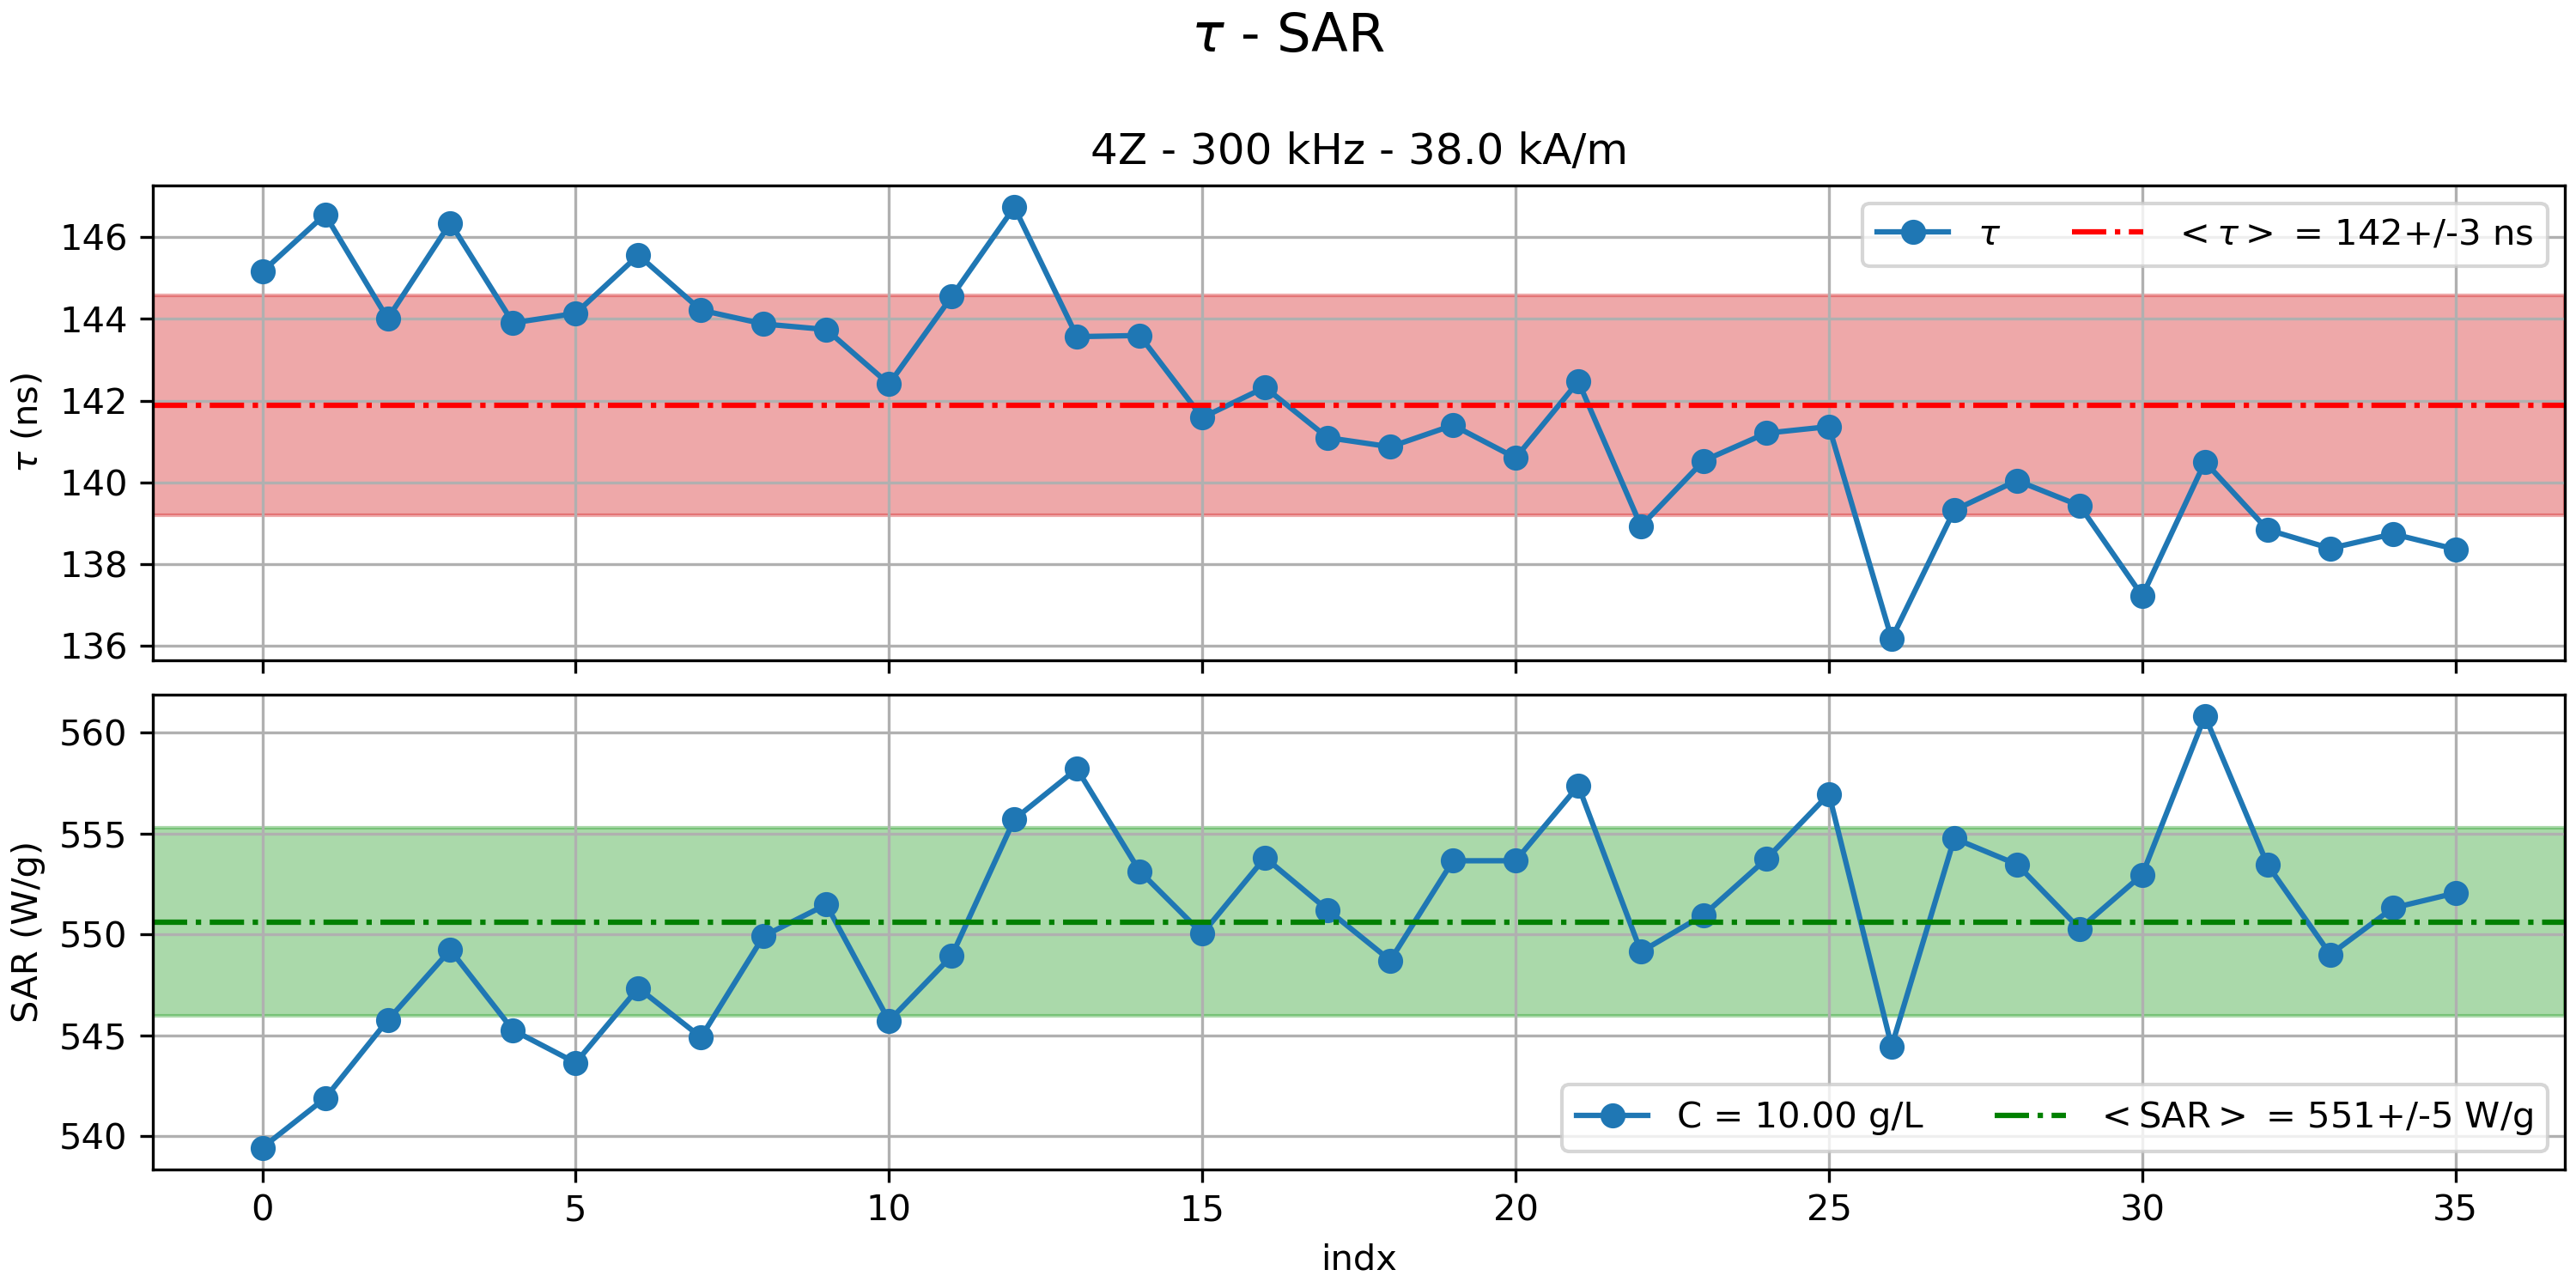 τ - SAR
4Z - 300 kHz - 38.0 kA/m
τ (ns)
146
144
142
140
138
136
τ
<τ> = 142+/-3 ns
SAR (W/g)
560
555
550
545
540
C = 10.00 g/L
<SAR> = 551+/-5 W/g
0 5 10 15 20 25 30 35
indx